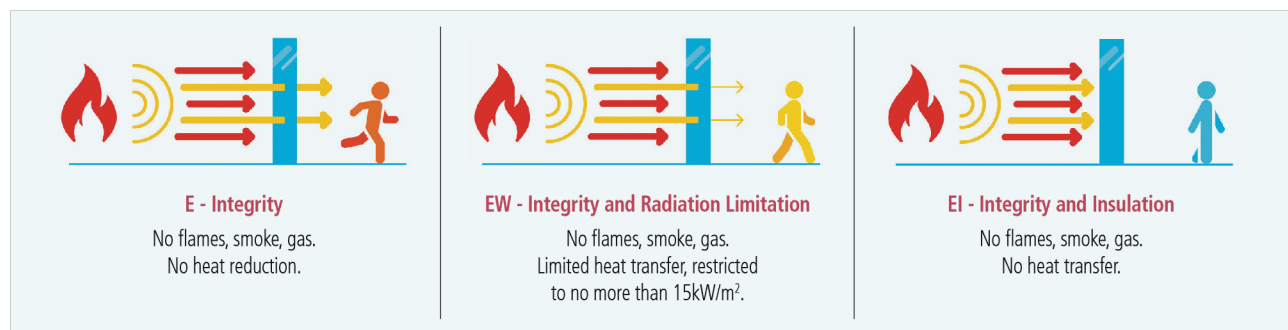 E - Integrity
No flames, smoke, gas.
No heat reduction.
EW - Integrity and Radiation Limitation
No flames, smoke, gas.
Limited heat transfer, restricted
to no more than 15kW/m².
EI - Integrity and Insulation
No flames, smoke, gas.
No heat transfer.